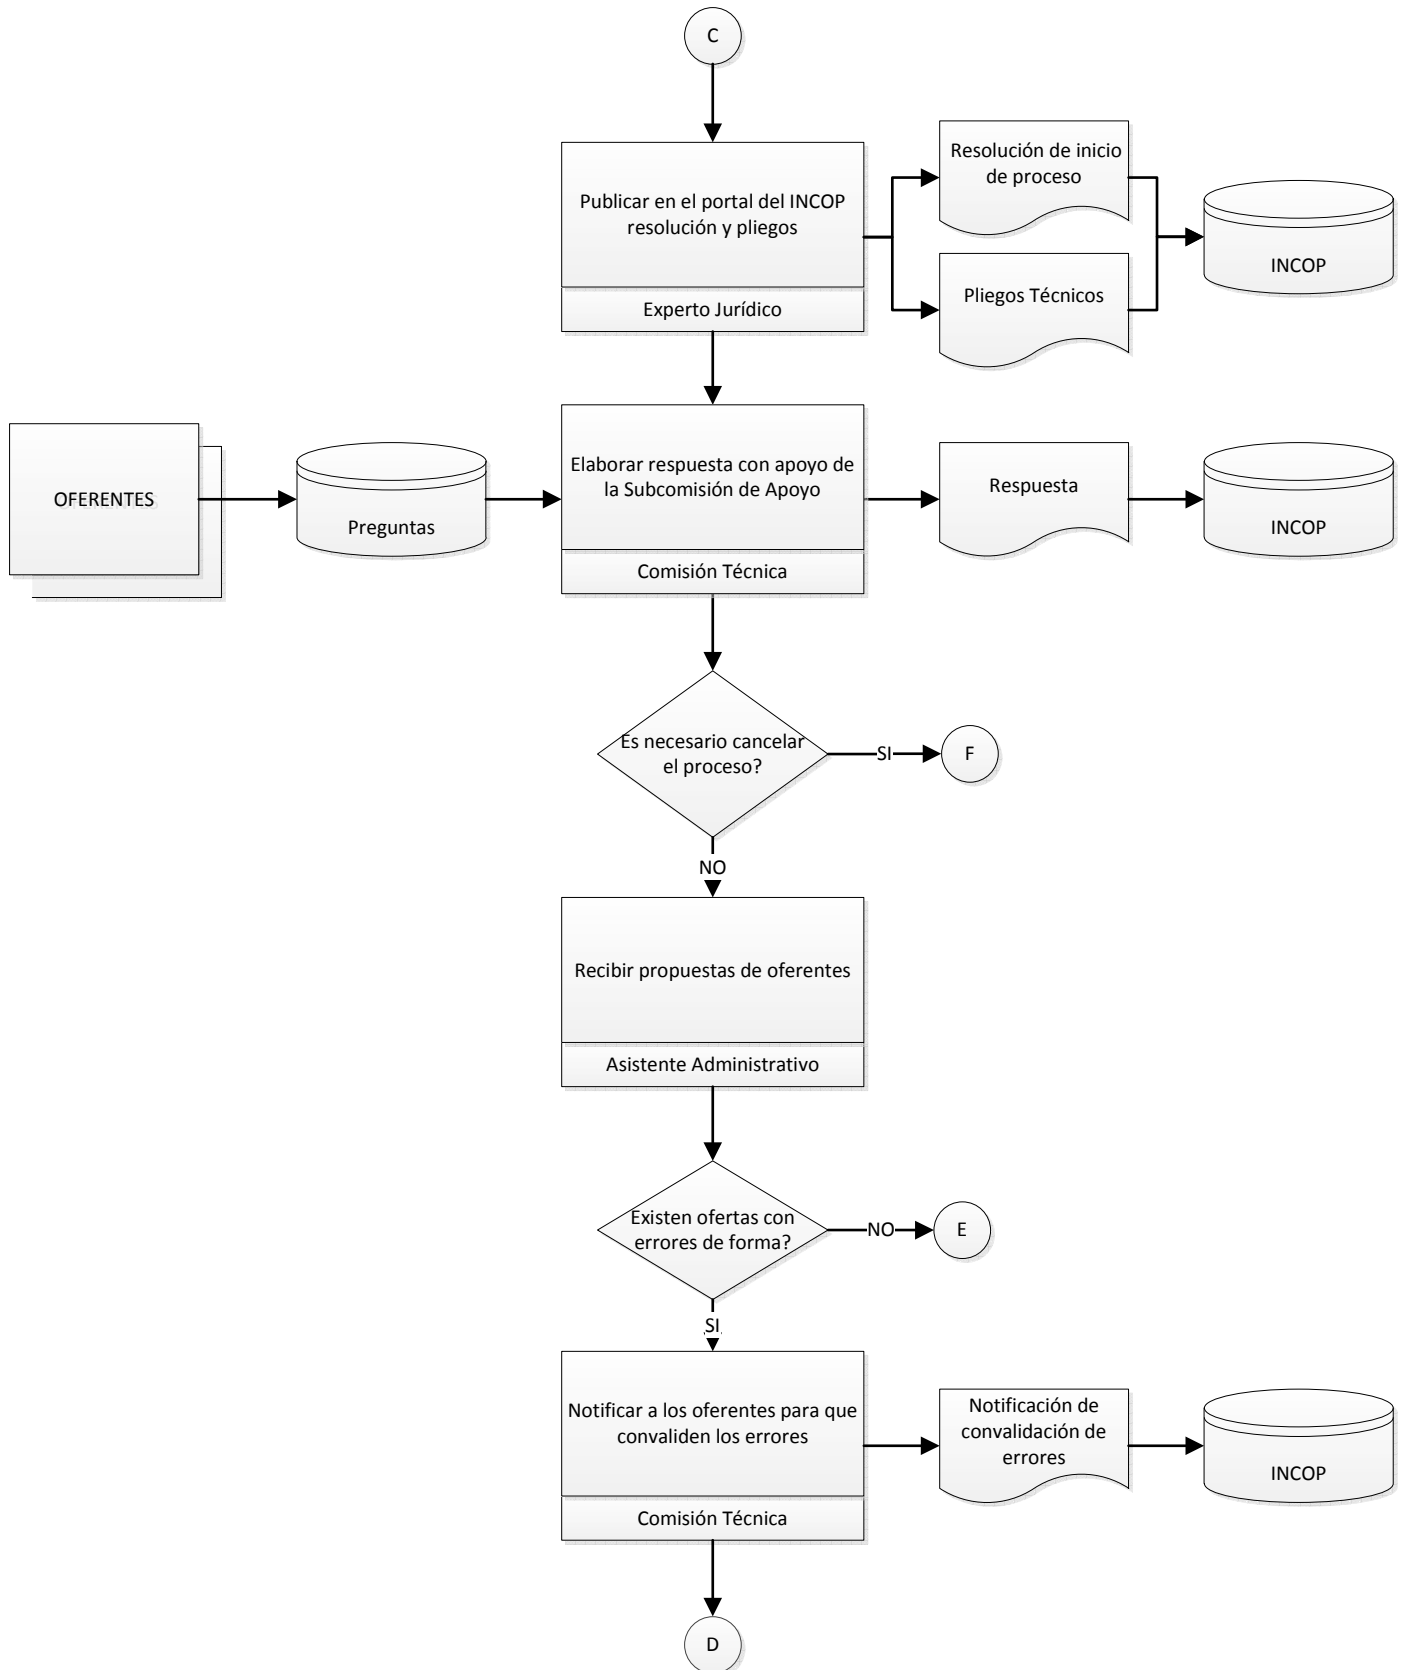 C
Publicar en el portal del INCOP
resolución y pliegos
Experto Jurídico
Resolución de inicio
de proceso
Pliegos Técnicos
INCOP
OFERENTES
Preguntas
Elaborar respuesta con apoyo de
la Subcomisión de Apoyo
Comisión Técnica
Respuesta
INCOP
Es necesario cancelar
el proceso?
SI
F
NO
Recibir propuestas de oferentes
Asistente Administrativo
Existen ofertas con
errores de forma?
NO
E
SI
Notificar a los oferentes para que
convaliden los errores
Comisión Técnica
Notificación de
convalidación de
errores
INCOP
D